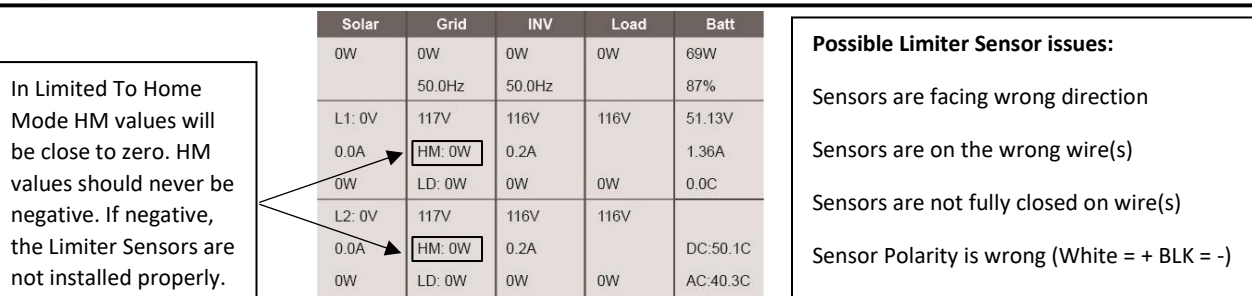 In Limited To Home
Mode HM values will
be close to zero. HM
values should never be
negative. If negative,
the Limiter Sensors are
not installed properly.
Solar Grid INV Load Batt
0W 0W 0W 0W 69W
50.0Hz 50.0Hz 87%
L1: 0V 117V 116V 116V 51.13V
0.0A HM: 0W 0.2A 1.36A
0W LD: 0W 0W 0W 0.0C
L2: 0V 117V 116V 116V
0.0A HM: 0W 0.2A DC:50.1C
0W LD: 0W 0W 0W AC:40.3C
Possible Limiter Sensor issues:
Sensors are facing wrong direction
Sensors are on the wrong wire(s)
Sensors are not fully closed on wire(s)
Sensor Polarity is wrong (White = + BLK = -)